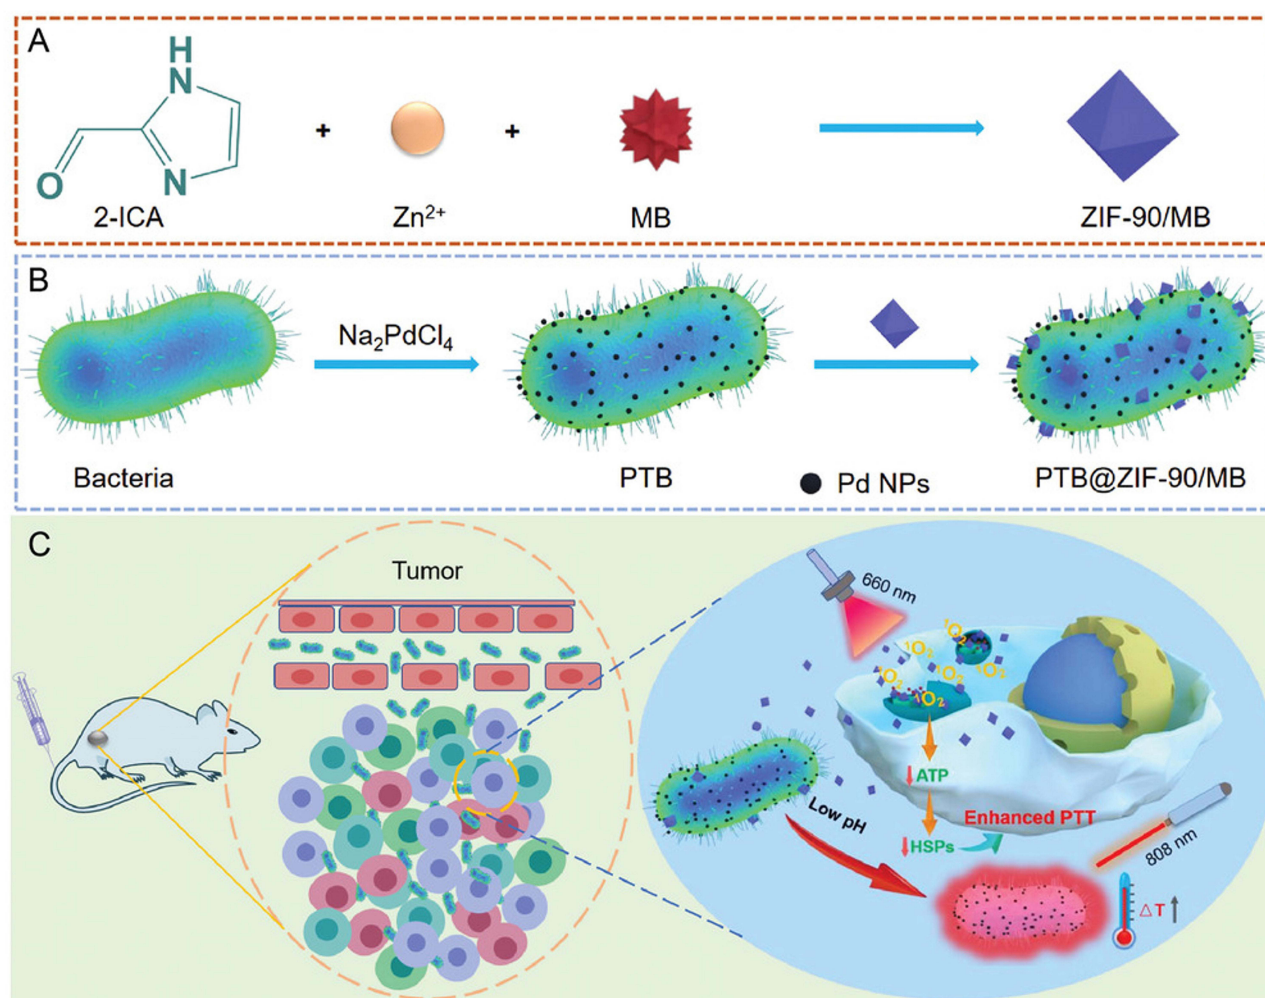 A
H
N
N
O
+
+
2-ICA
Zn²⁺
MB
ZIF-90/MB
B
Na₂PdCl₄
Bacteria
PTB
Pd NPs
PTB@ZIF-90/MB
C
Tumor
660 nm
¹O₂
¹O₂
¹O₂
¹O₂
¹O₂
¹O₂
ATP
Low pH
Enhanced PTT
HSPs
808 nm
△T